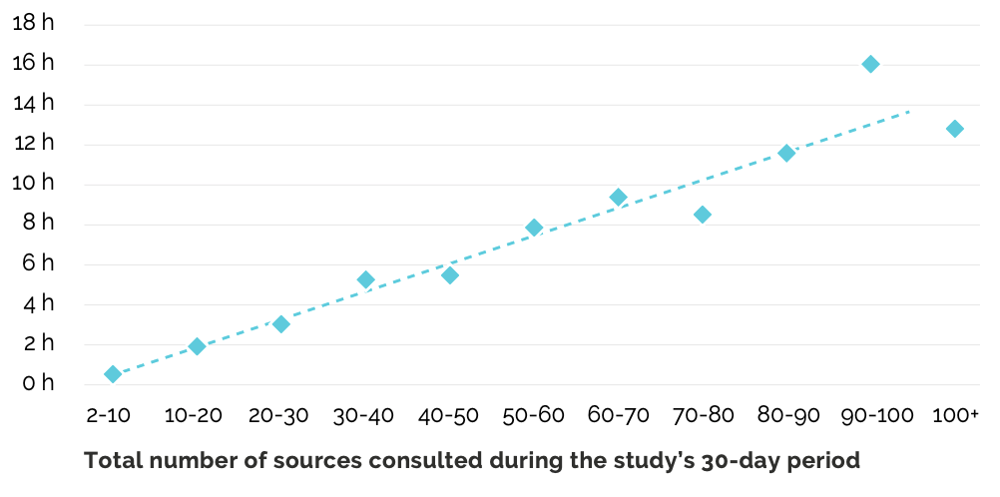 18 h
16 h
14 h
12 h
10 h
8 h
6 h
4 h
2 h
0 h
2-10 10-20 20-30 30-40 40-50 50-60 60-70 70-80 80-90 90-100 100+
Total number of sources consulted during the study’s 30-day period